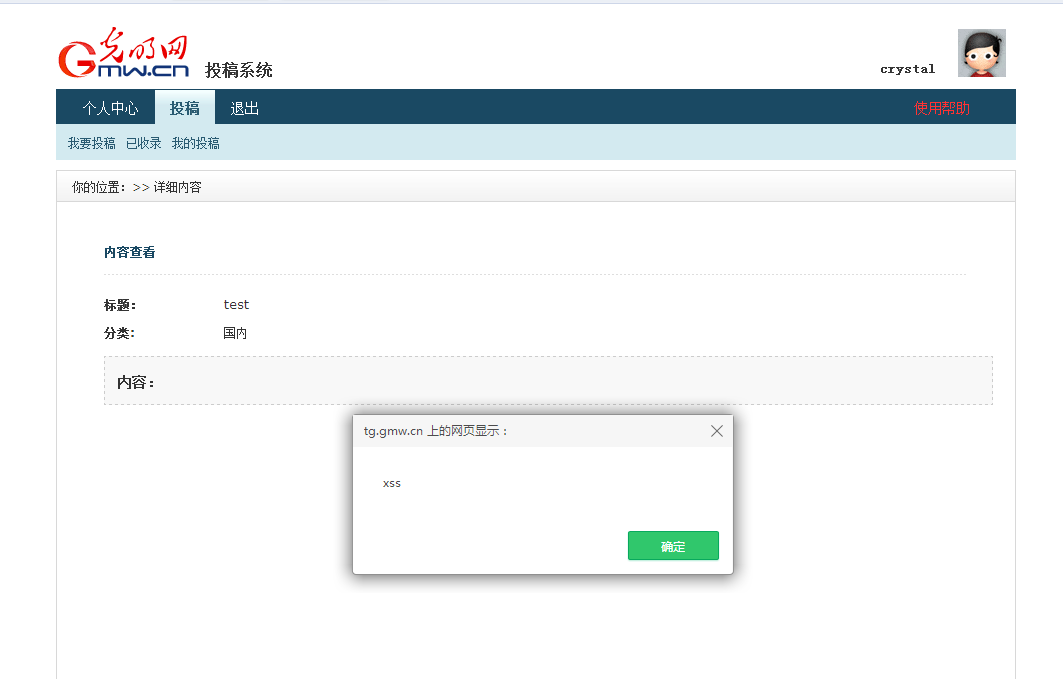 光明网
Gmw.cn 投稿系统
crystal
个人中心 投稿 退出 使用帮助
我要投稿 已收录 我的投稿
你的位置：>> 详细内容
内容查看
标题： test
分类： 国内
内容：
tg.gmw.cn 上的网页显示：
xss
确定